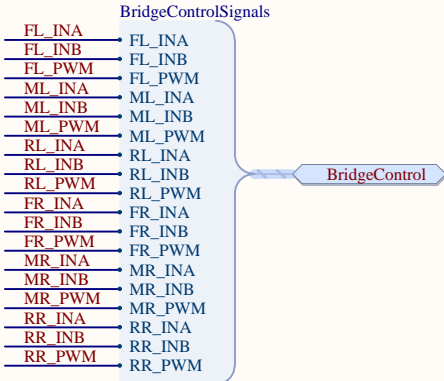 BridgeControlSignals
FL_INA FL_INA
FL_INB FL_INB
FL_PWM FL_PWM
ML_INA ML_INA
ML_INB ML_INB
ML_PWM ML_PWM
RL_INA RL_INA
RL_INB RL_INB
RL_PWM RL_PWM
FR_INA FR_INA
FR_INB FR_INB
FR_PWM FR_PWM
MR_INA MR_INA
MR_INB MR_INB
MR_PWM MR_PWM
RR_INA RR_INA
RR_INB RR_INB
RR_PWM RR_PWM
BridgeControl